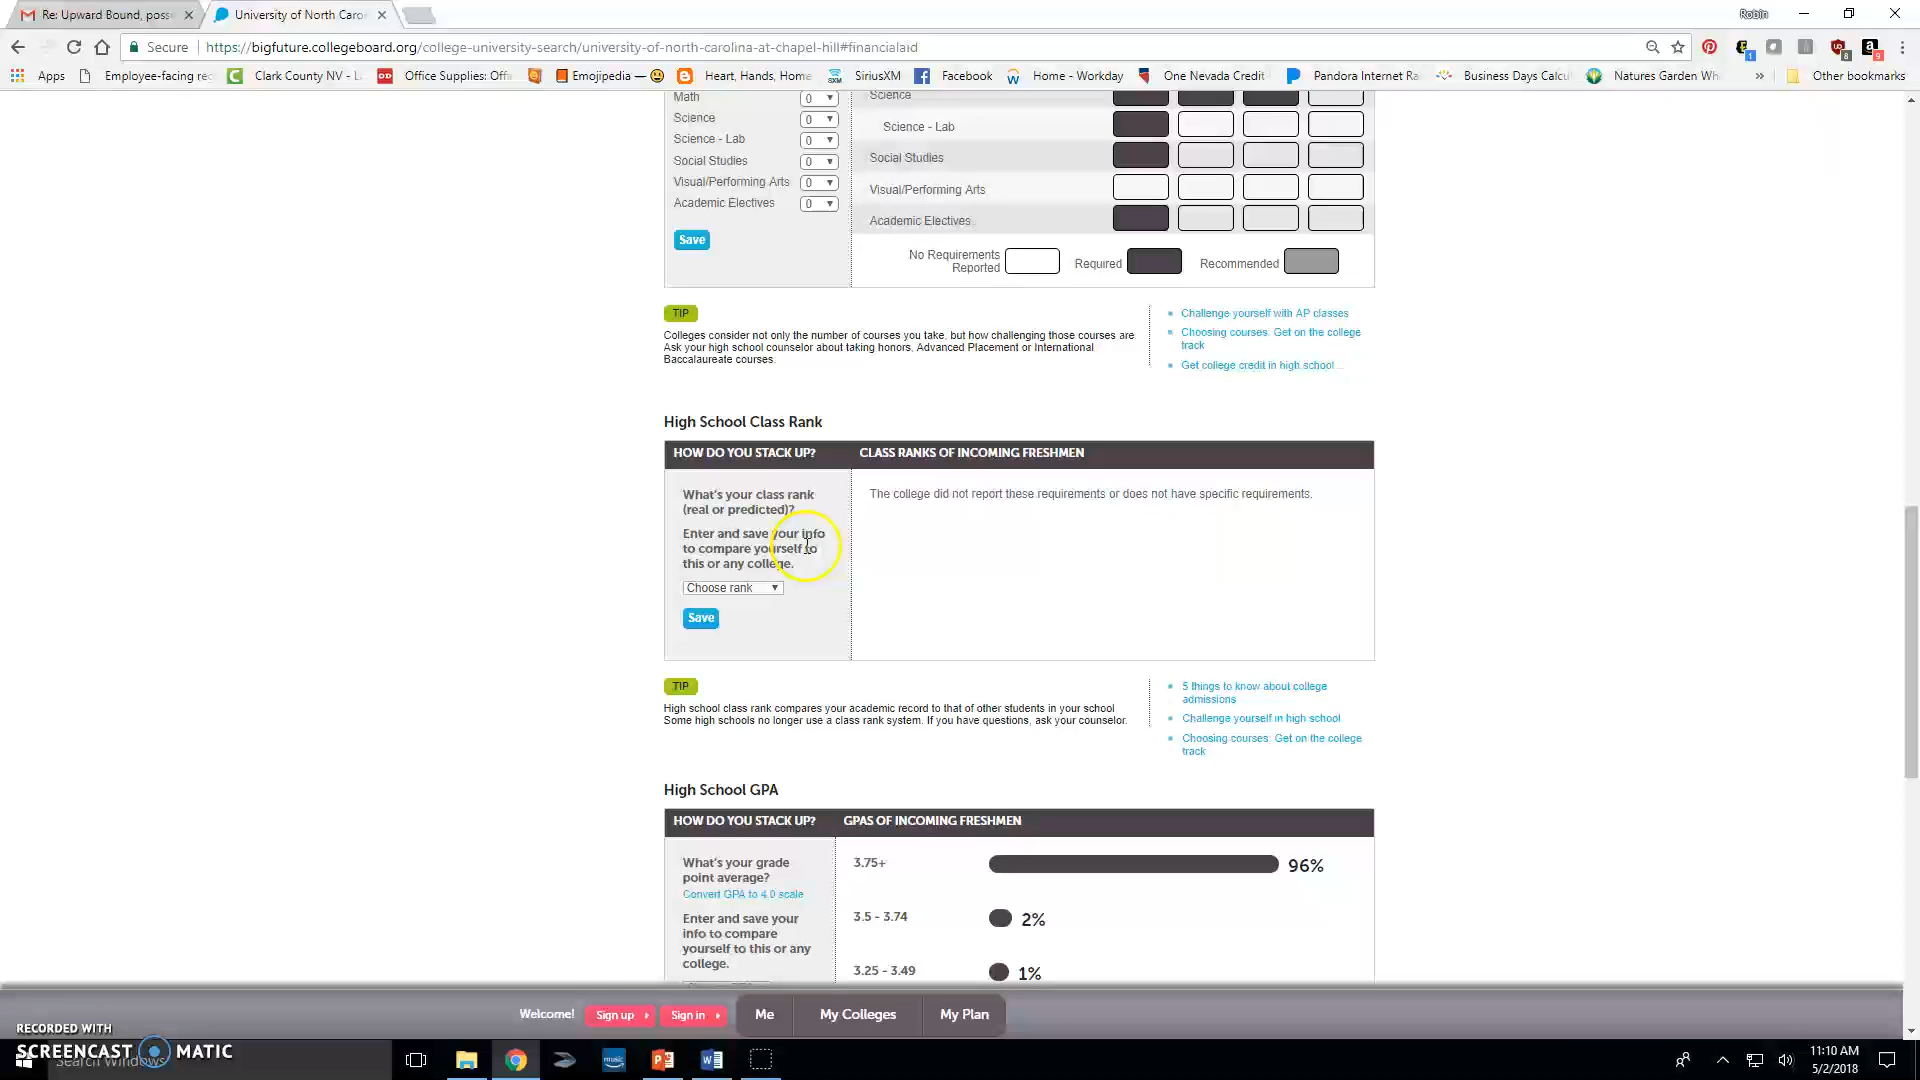 Re: Upward Bound, poss
University of North Caro
Robin
Secure
https://bigfuture.collegeboard.org/college-university-search/university-of-north-carolina-at-chapel-hill#financialaid
1
8
9
Apps
Employee-facing re
Clark County NV - L
Office Supplies: Offi
Emojipedia —
Heart, Hands, Home
SiriusXM
Facebook
Home - Workday
One Nevada Credit
Pandora Internet Ra
Business Days Calcu
Natures Garden Wh
»
Other bookmarks
Math 0
Science 0
Science - Lab 0
Social Studies 0
Visual/Performing Arts 0
Academic Electives 0
Save
Science
Science - Lab
Social Studies
Visual/Performing Arts
Academic Electives
No Requirements
Reported
Required
Recommended
TIP
Colleges consider not only the number of courses you take, but how challenging those courses are
Ask your high school counselor about taking honors, Advanced Placement or International
Baccalaureate courses.
Challenge yourself with AP classes
Choosing courses: Get on the college
track
Get college credit in high school ...
High School Class Rank
HOW DO YOU STACK UP?
CLASS RANKS OF INCOMING FRESHMEN
What's your class rank
(real or predicted)?
Enter and save your info
to compare yourself to
this or any college.
Choose rank
Save
The college did not report these requirements or does not have specific requirements.
TIP
High school class rank compares your academic record to that of other students in your school
Some high schools no longer use a class rank system. If you have questions, ask your counselor.
5 things to know about college
admissions
Challenge yourself in high school
Choosing courses: Get on the college
track
High School GPA
HOW DO YOU STACK UP?
GPAS OF INCOMING FRESHMEN
What's your grade
point average?
Convert GPA to 4.0 scale
Enter and save your
info to compare
yourself to this or any
college.
3.75+ 96%
3.5 - 3.74 2%
3.25 - 3.49 1%
Welcome!
Sign up
Sign in
Me
My Colleges
My Plan
RECORDED WITH
SCREENCAST MATIC
Search Windows
music
11:10 AM
5/2/2018